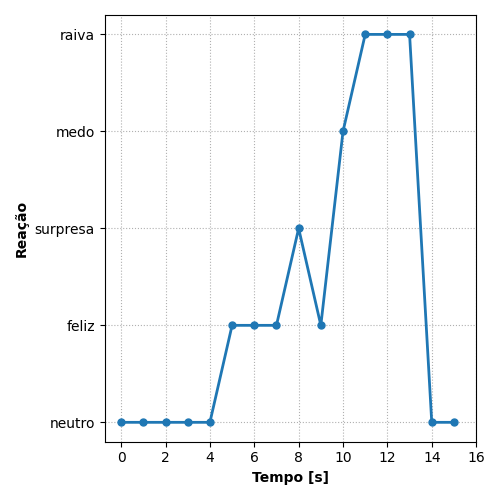 raiva
medo
surpresa
feliz
neutro
Reação
0 2 4 6 8 10 12 14 16
Tempo [s]